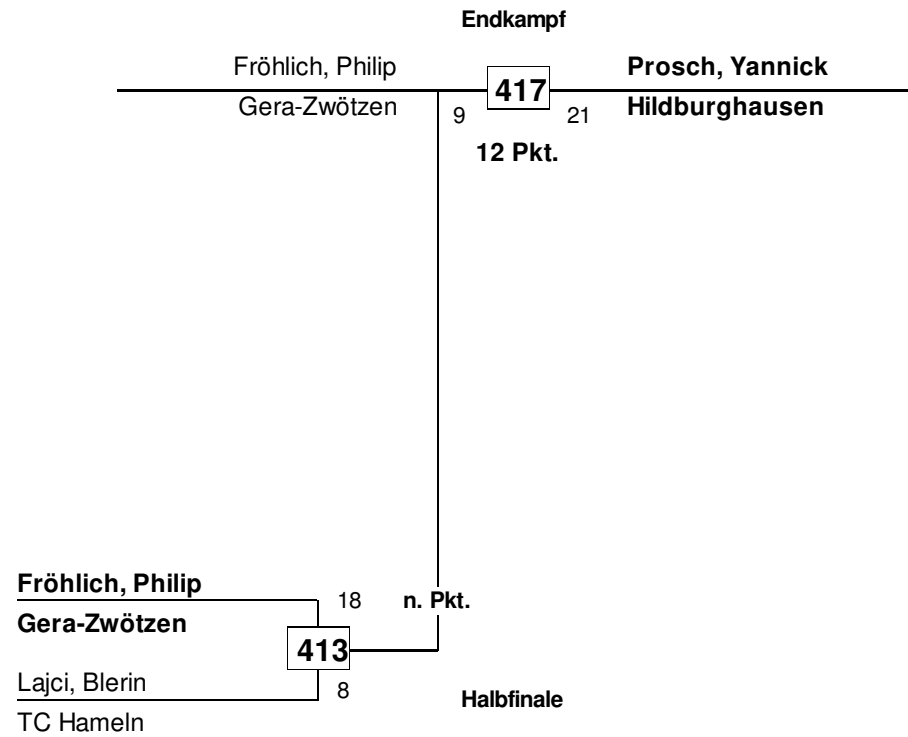 Endkampf
Fröhlich, Philip
Gera-Zwötzen
9
417
21
Prosch, Yannick
Hildburghausen
12 Pkt.
Fröhlich, Philip
Gera-Zwötzen
18
n. Pkt.
413
Lajci, Blerin
TC Hameln
8
Halbfinale